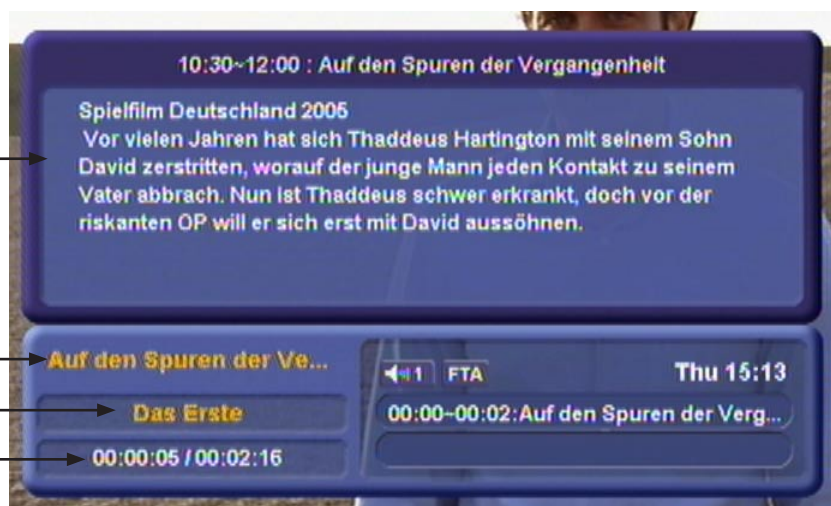 10:30~12:00 : Auf den Spuren der Vergangenheit
Spielfilm Deutschland 2005
Vor vielen Jahren hat sich Thaddeus Hartington mit seinem Sohn
David zerstritten, worauf der junge Mann jeden Kontakt zu seinem
Vater abbrach. Nun ist Thaddeus schwer erkrankt, doch vor der
riskanten OP will er sich erst mit David aussöhnen.
Auf den Spuren der Ve...
Das Erste
00:00:05 / 00:02:16
1 FTA Thu 15:13
00:00~00:02:Auf den Spuren der Verg...